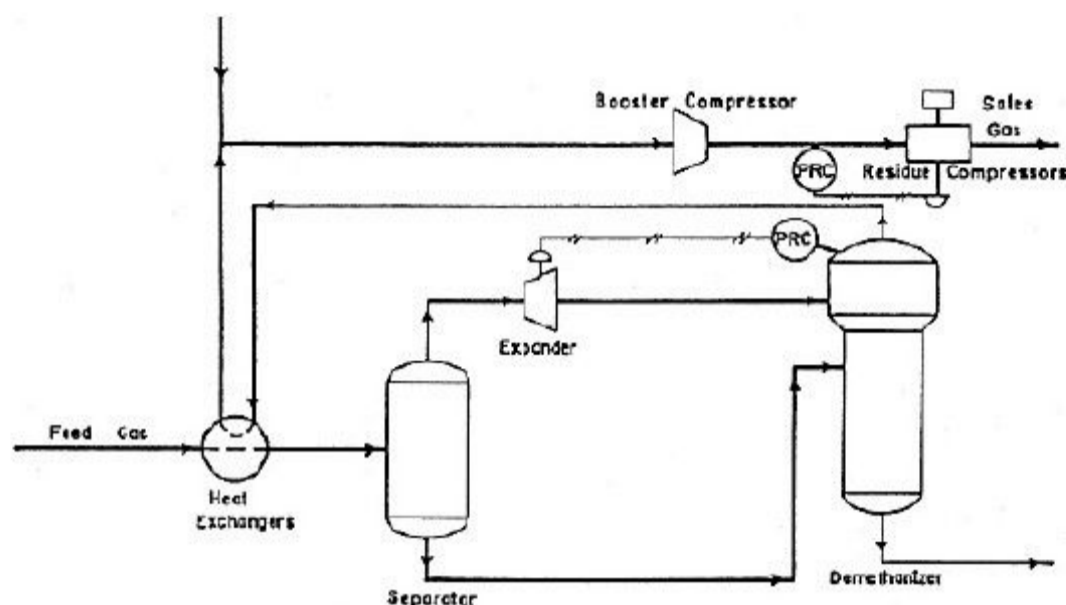 Booster Compressor
Sales
Gas
PRC
Residue Compressors
PRC
Expander
Feed Gas
Heat
Exchangers
Demethanizer
Separator